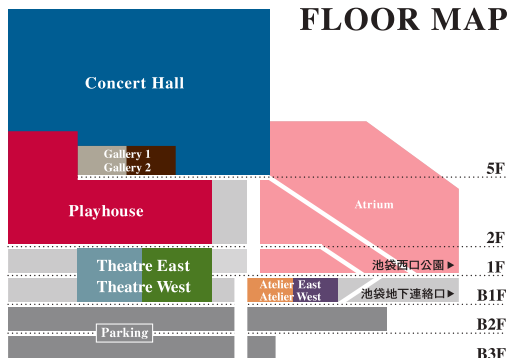 FLOOR MAP
Concert Hall
Gallery 1
Gallery 2
5F
Playhouse
Atrium
2F
Theatre East
Theatre West
池袋西口公園▶
1F
Atelier East
Atelier West
池袋地下連絡口▶
B1F
B2F
Parking
B3F